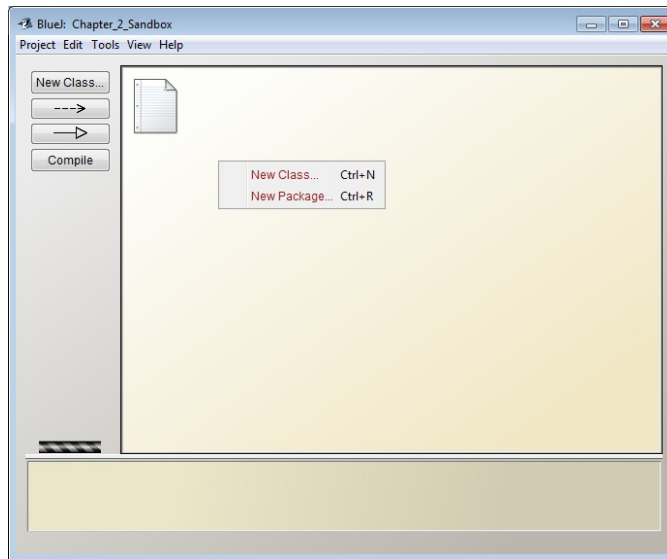 BlueJ: Chapter_2_Sandbox
Project Edit Tools View Help
New Class...
Compile
New Class... Ctrl+N
New Package... Ctrl+R